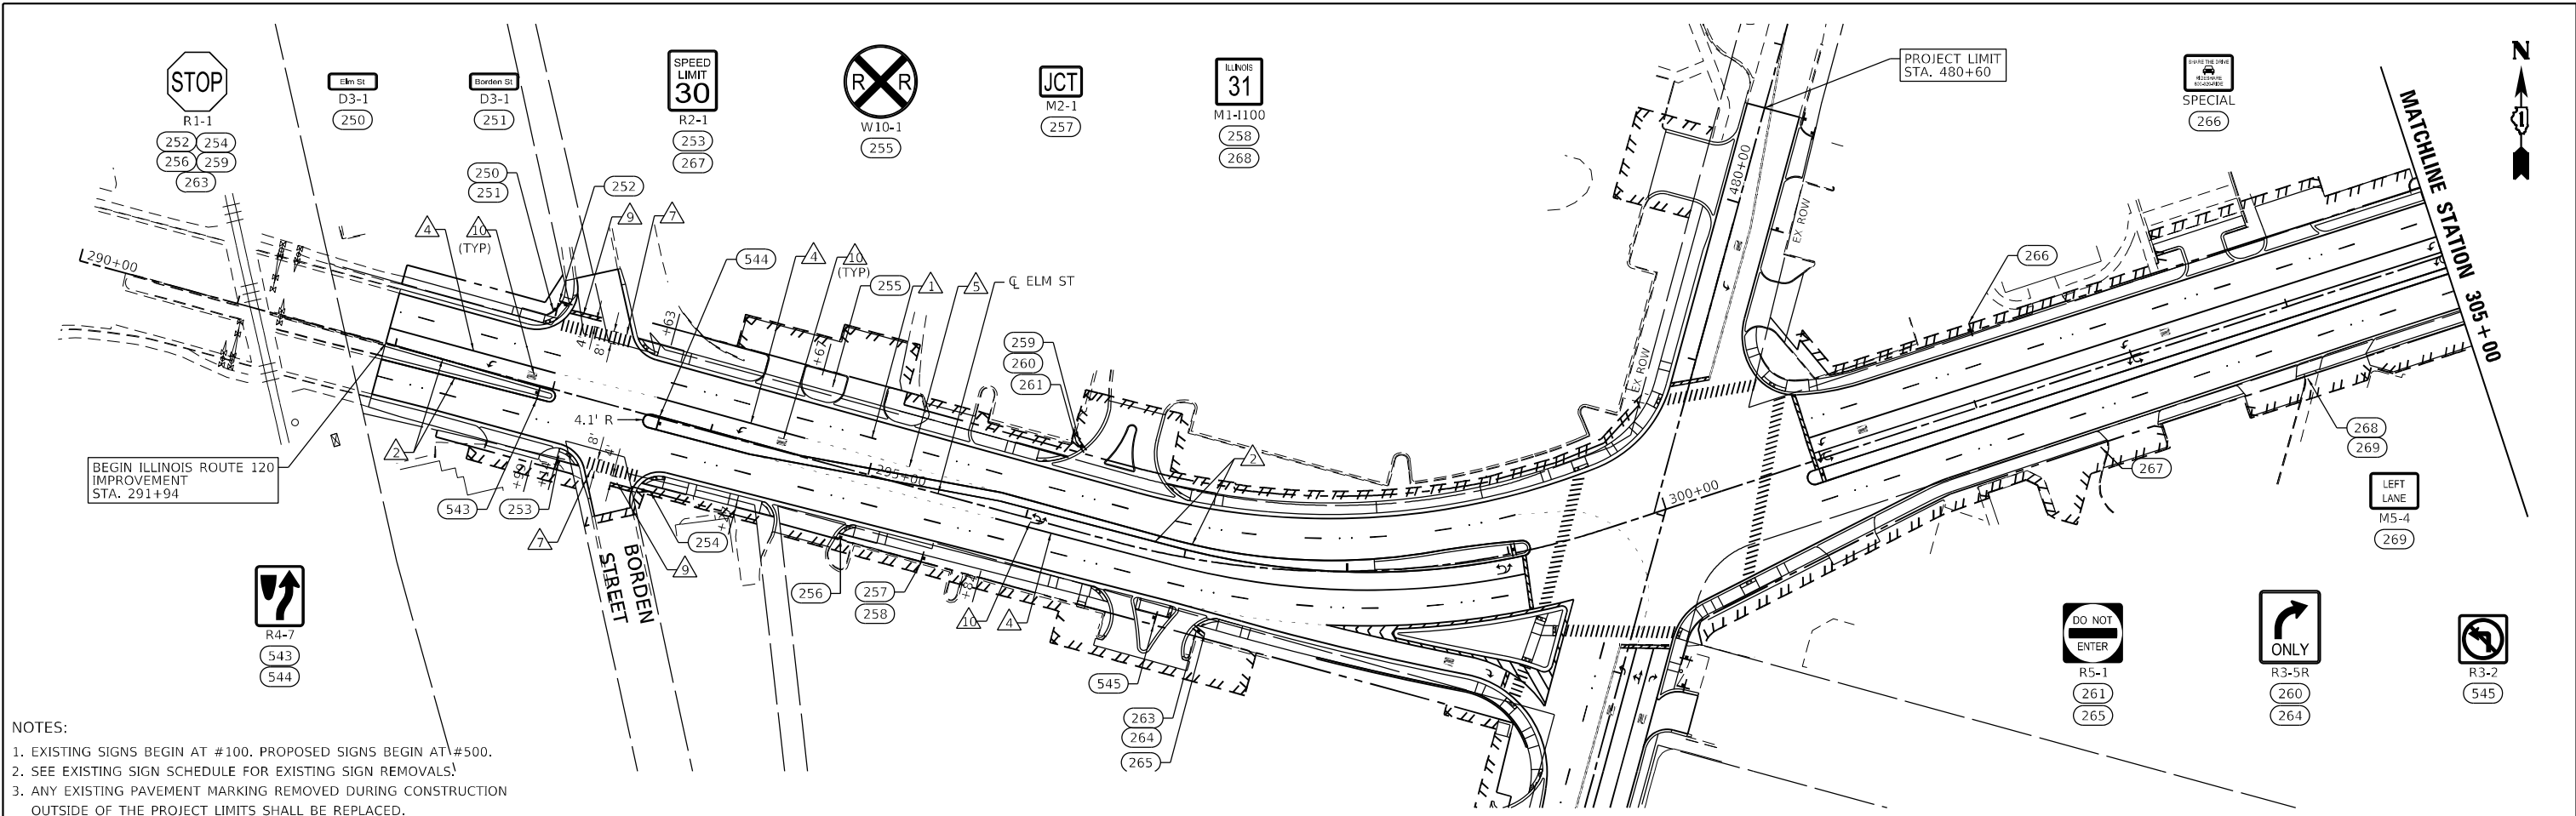 STOP
R1-1
252 254
256 259
263
Elm St
D3-1
250
Borden St
D3-1
251
SPEED
LIMIT
30
R2-1
253
267
R R
W10-1
255
JCT
M2-1
257
ILLINOIS
31
M1-I100
258
268
PROJECT LIMIT
STA. 480+60
SHARE THE DRIVE
RIDESHARE
SPECIAL
266
N
MATCHLINE STATION 305+00
250
251
252
9
7
4
10
(TYP)
544
4
10
(TYP)
255
1
5
℄ ELM ST
480+00
EX ROW
EX ROW
266
290+00
+63
+67
4'
8'
259
260
261
4.1' R
2
2
295+00
300+00
268
269
267
BEGIN ILLINOIS ROUTE 120
IMPROVEMENT
STA. 291+94
543
253
8'
4'
7
254
9
BORDEN
STREET
256
257
258
10
4
545
263
264
265
LEFT
LANE
M5-4
269
R4-7
543
544
DO NOT
ENTER
R5-1
261
265
ONLY
R3-5R
260
264
R3-2
545
NOTES:
1. EXISTING SIGNS BEGIN AT #100. PROPOSED SIGNS BEGIN AT #500.
2. SEE EXISTING SIGN SCHEDULE FOR EXISTING SIGN REMOVALS.
3. ANY EXISTING PAVEMENT MARKING REMOVED DURING CONSTRUCTION
OUTSIDE OF THE PROJECT LIMITS SHALL BE REPLACED.